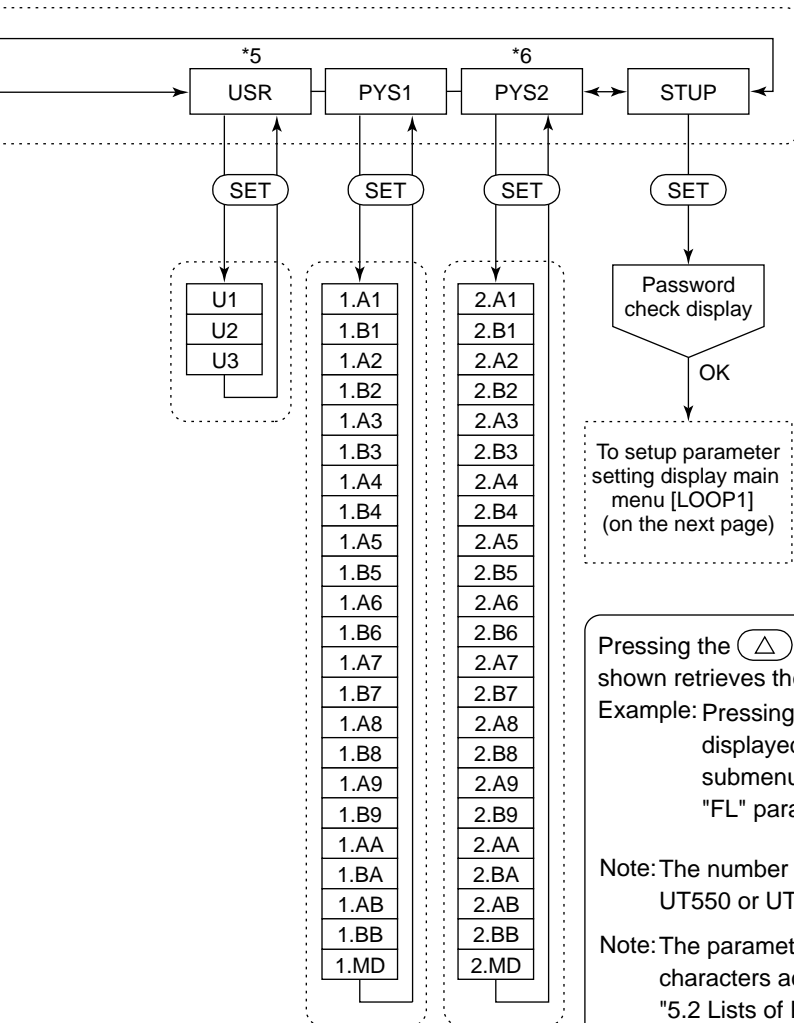 *5 *6
USR PYS1 PYS2 STUP
SET SET SET SET
U1
U2
U3
1.A1
1.B1
1.A2
1.B2
1.A3
1.B3
1.A4
1.B4
1.A5
1.B5
1.A6
1.B6
1.A7
1.B7
1.A8
1.B8
1.A9
1.B9
1.AA
1.BA
1.AB
1.BB
1.MD
2.A1
2.B1
2.A2
2.B2
2.A3
2.B3
2.A4
2.B4
2.A5
2.B5
2.A6
2.B6
2.A7
2.B7
2.A8
2.B8
2.A9
2.B9
2.AA
2.BA
2.AB
2.BB
2.MD
Password
check display
OK
To setup parameter
setting display main
menu [LOOP1]
(on the next page)
Pressing the △
shown retrieves
Example: Pressing
submenu
"FL"
Note: The number
UT550 or
Note: The
characters
"5.2 Lists of